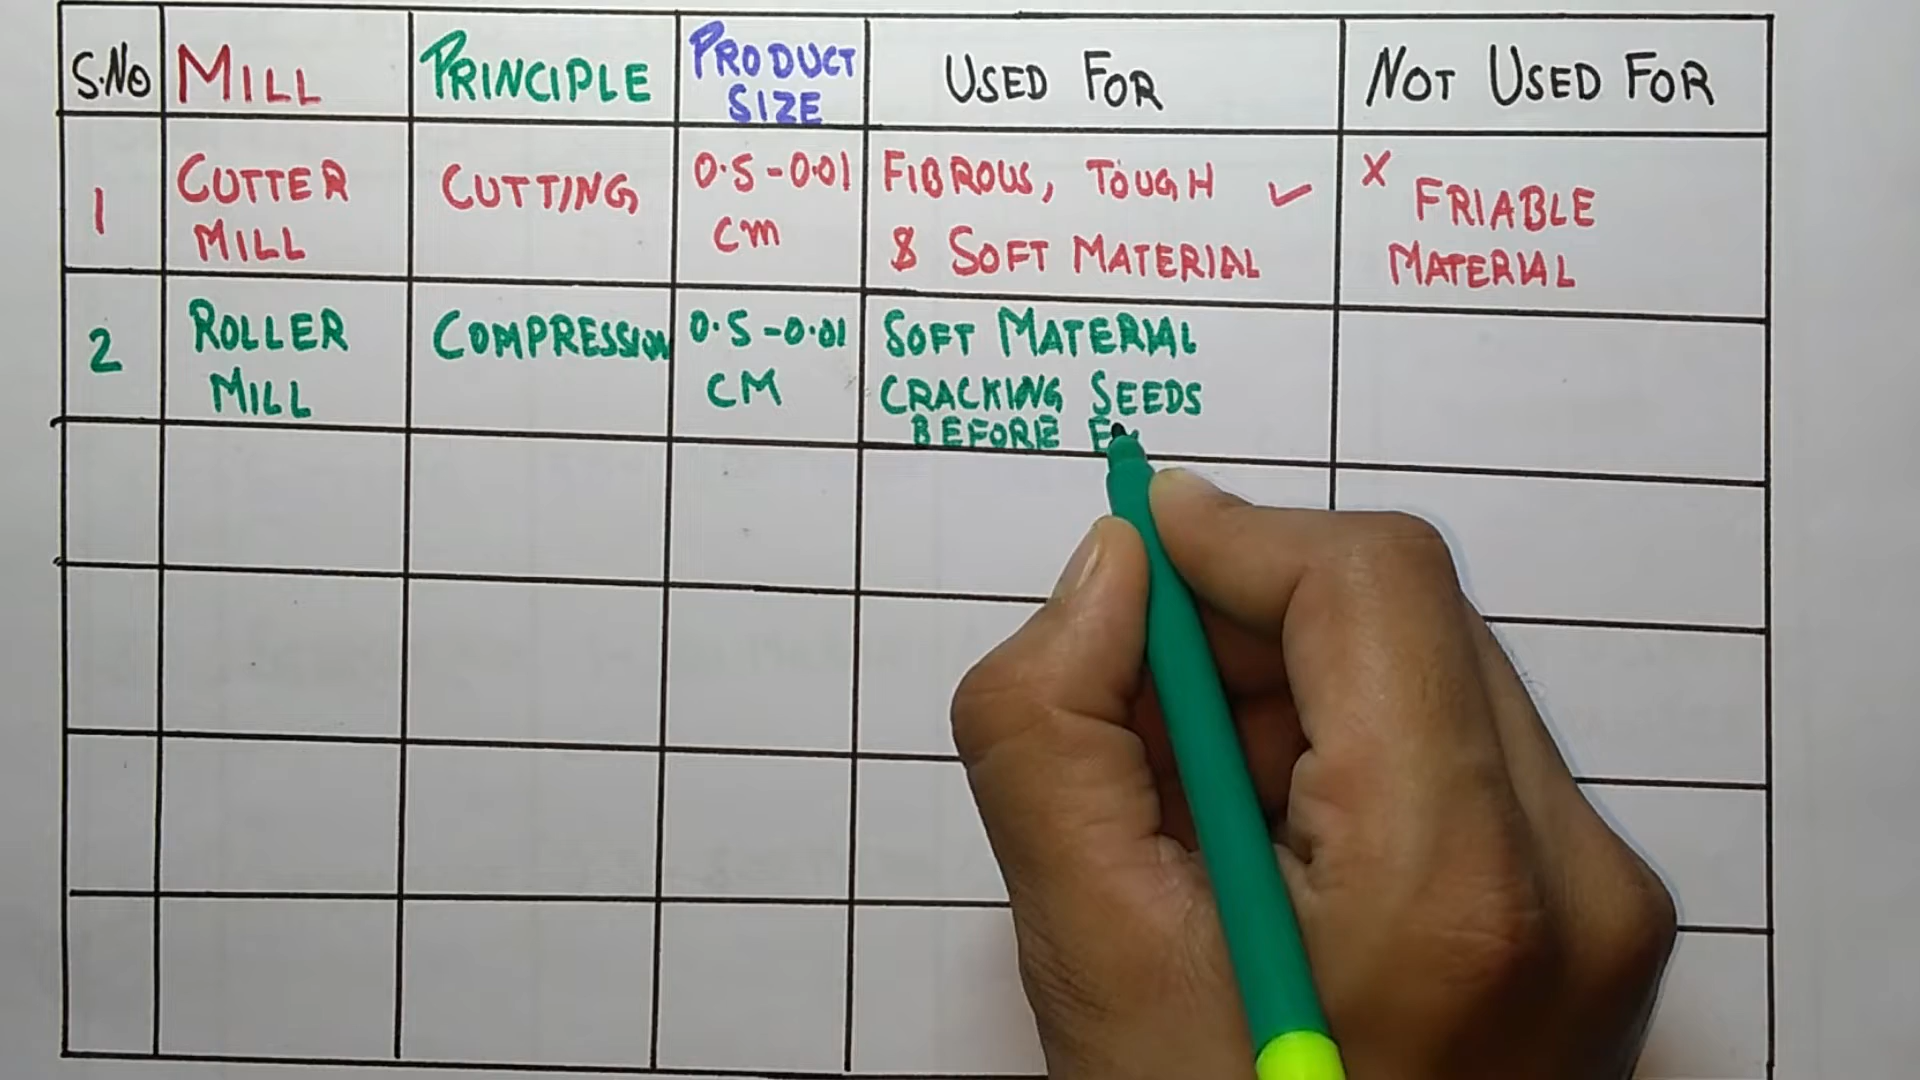 S.NO MILL PRINCIPLE PRODUCT SIZE USED FOR NOT USED FOR
1 CUTTER MILL CUTTING 0.5-0.01 cm FIBROUS, TOUGH ✓ & SOFT MATERIAL X FRIABLE MATERIAL
2 ROLLER MILL COMPRESSION 0.5-0.01 CM SOFT MATERIAL CRACKING SEEDS BEFORE